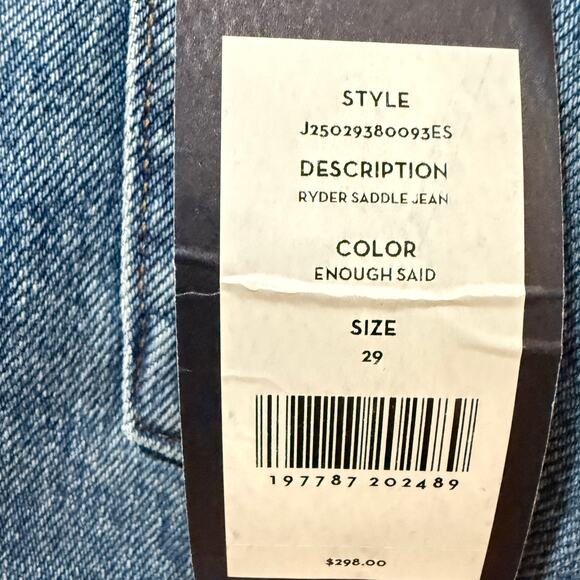 STYLE
J25029380093ES
DESCRIPTION
RYDER SADDLE JEAN
COLOR
ENOUGH SAID
SIZE
29
197787 202489
$298.00